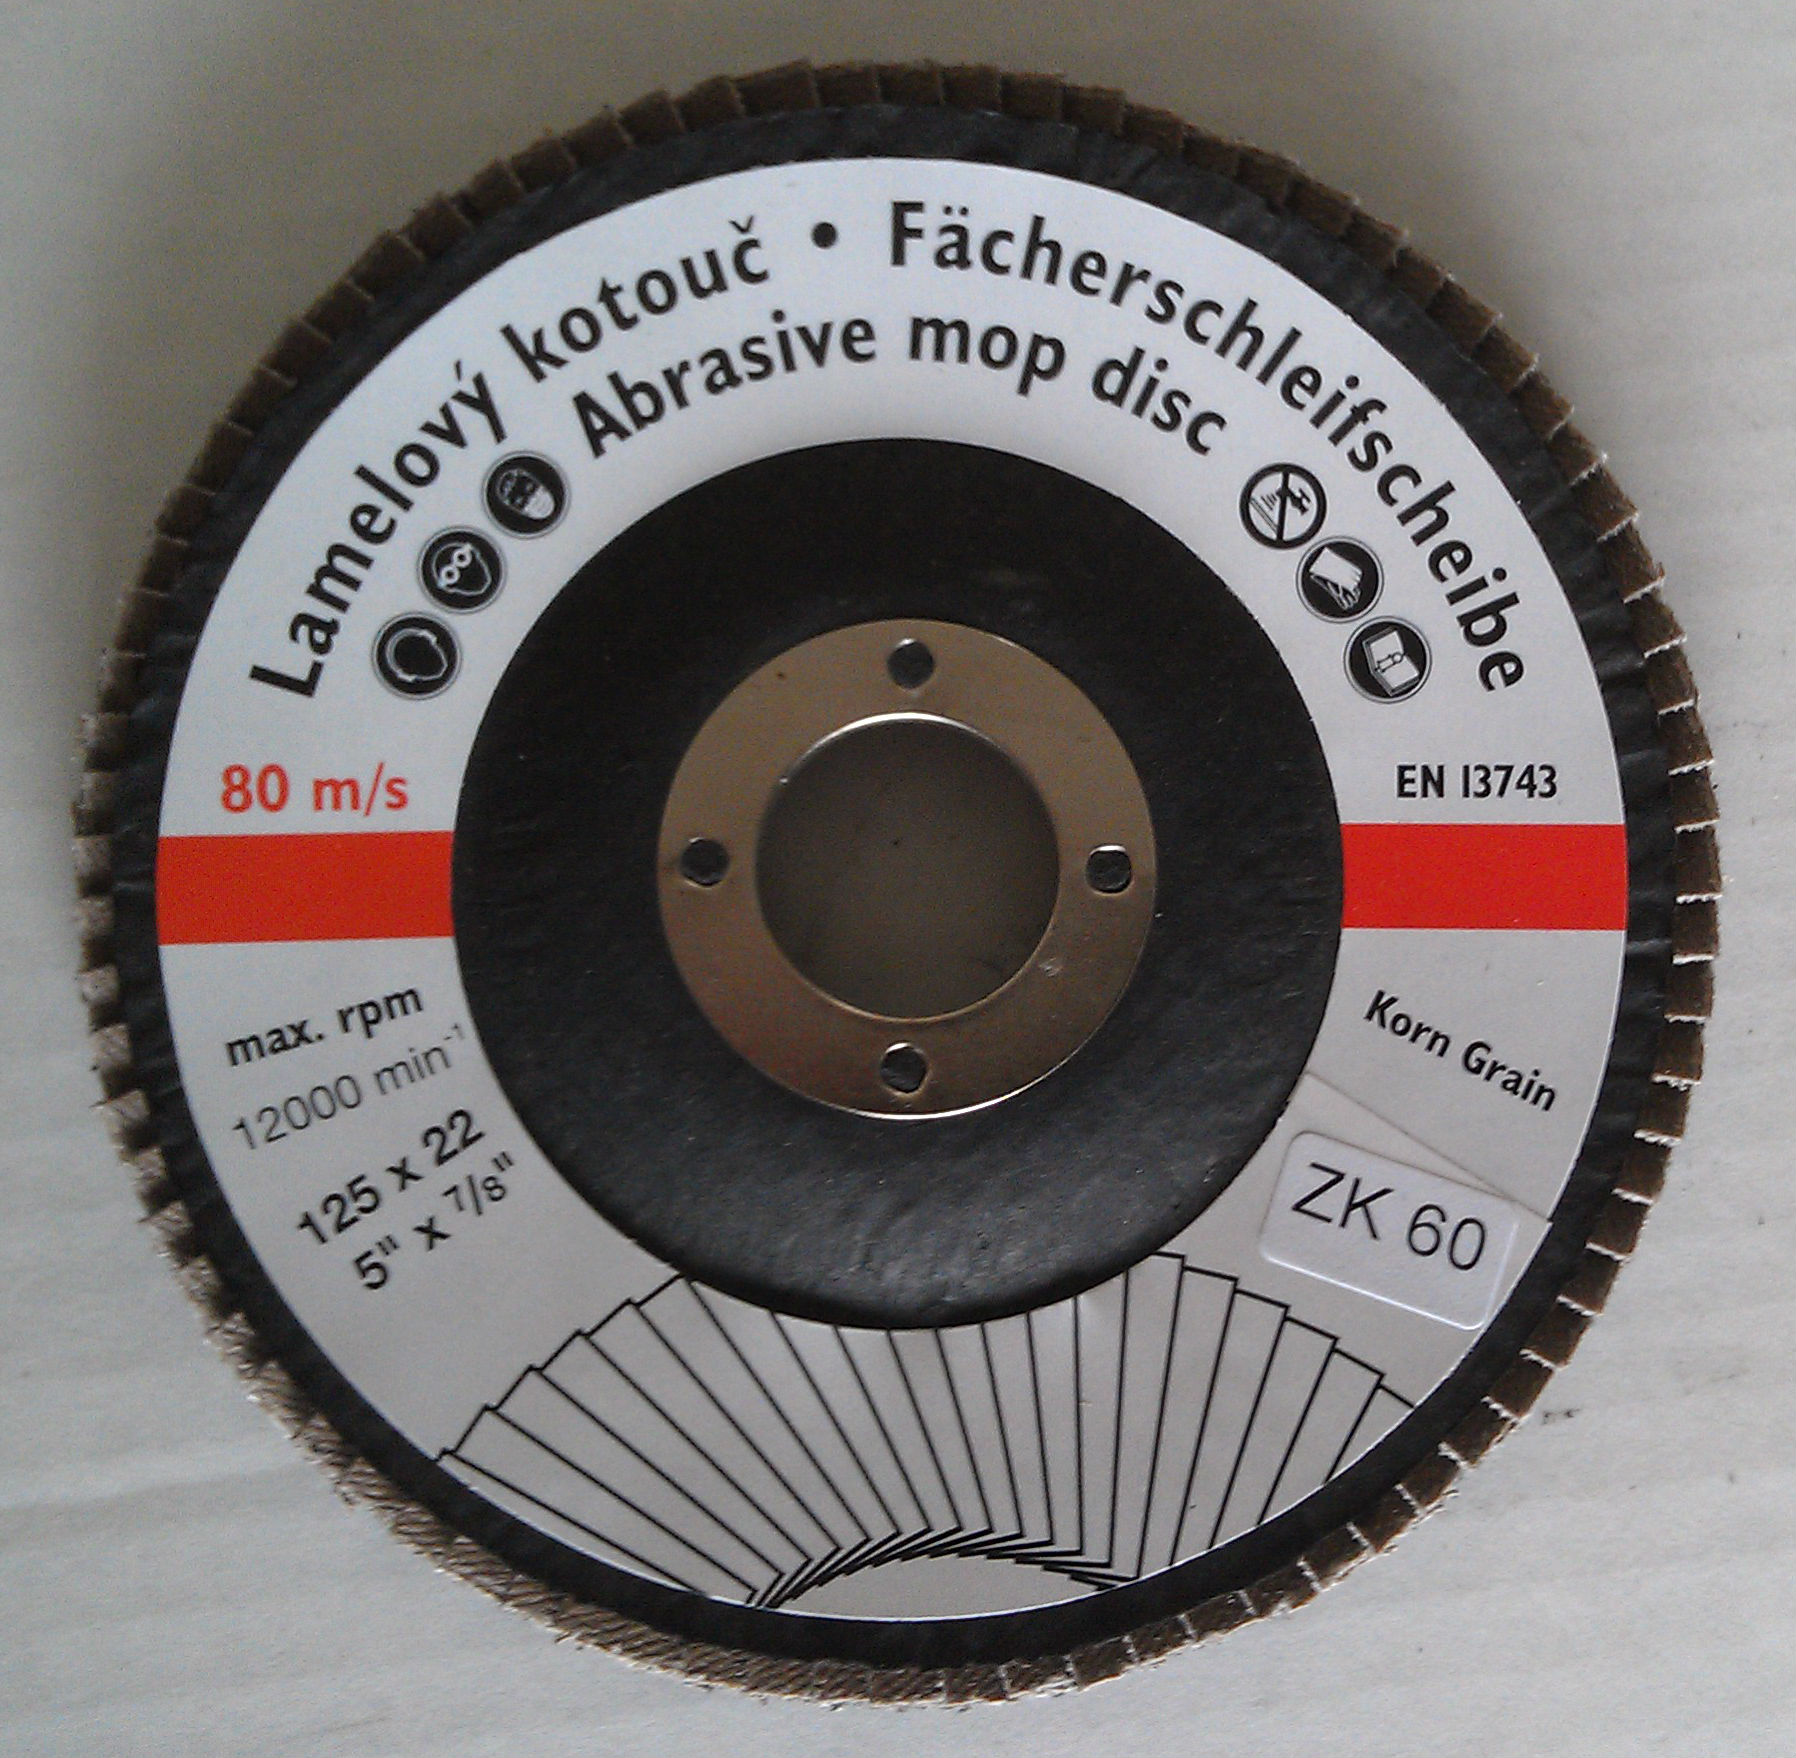 Lamelový kotouč • Fächerschleifscheibe
Abrasive mop disc
80 m/s
EN 13743
max. rpm
12000 min⁻¹
125 x 22
5" x 7/8"
Korn Grain
ZK 60